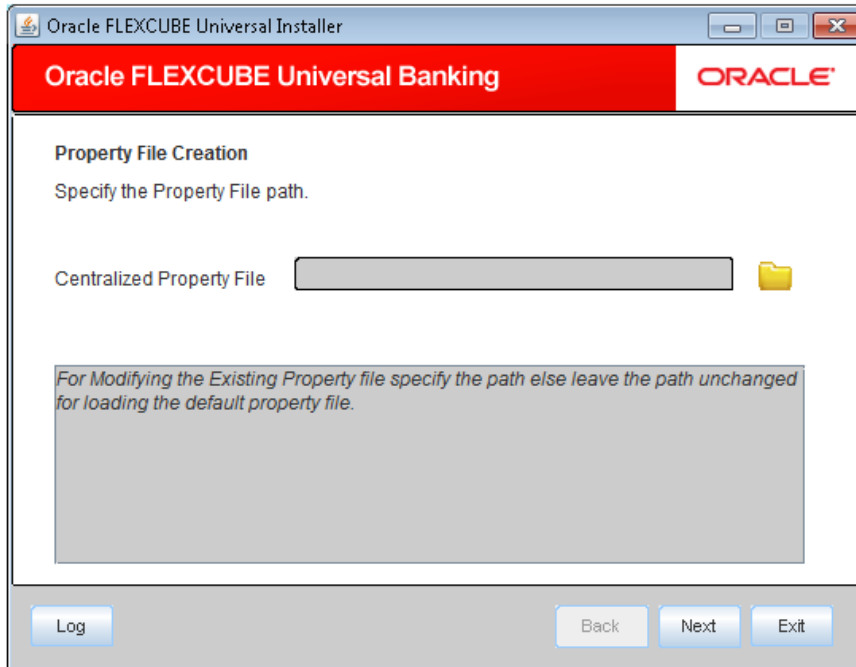 Oracle FLEXCUBE Universal Installer
Oracle FLEXCUBE Universal Banking
ORACLE
Property File Creation
Specify the Property File path.
Centralized Property File
For Modifying the Existing Property file specify the path else leave the path unchanged
for loading the default property file.
Log
Back
Next
Exit